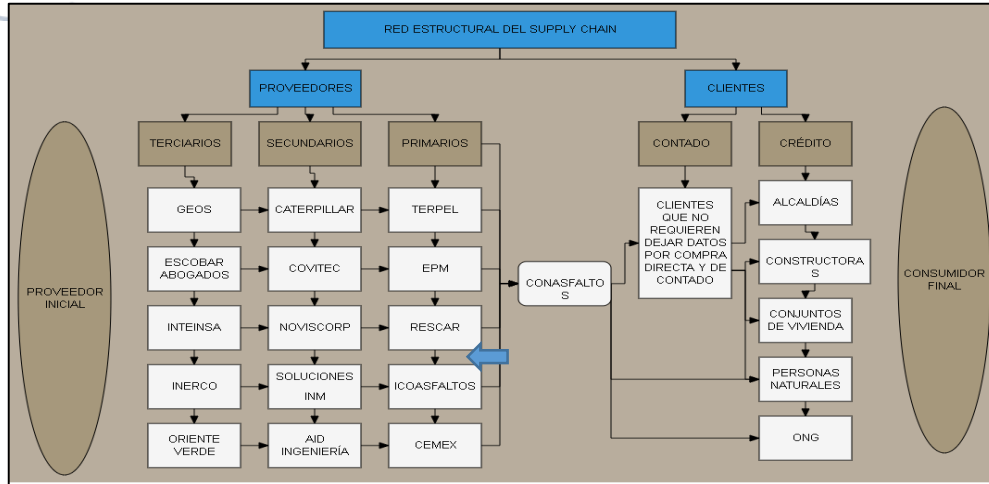 RED ESTRUCTURAL DEL SUPPLY CHAIN
PROVEEDORES
CLIENTES
TERCIARIOS
SECUNDARIOS
PRIMARIOS
CONTADO
CRÉDITO
PROVEEDOR
INICIAL
GEOS
CATERPILLAR
TERPEL
ESCOBAR
ABOGADOS
COVITEC
EPM
INTEINSA
NOVISCORP
RESCAR
INERCO
SOLUCIONES
INM
ICOASFALTOS
ORIENTE
VERDE
AID
INGENIERÍA
CEMEX
CONASFALTO
S
CLIENTES
QUE NO
REQUIEREN
DEJAR DATOS
POR COMPRA
DIRECTA Y DE
CONTADO
ALCALDÍAS
CONSTRUCTORA
S
CONJUNTOS
DE VIVIENDA
PERSONAS
NATURALES
ONG
CONSUMIDOR
FINAL